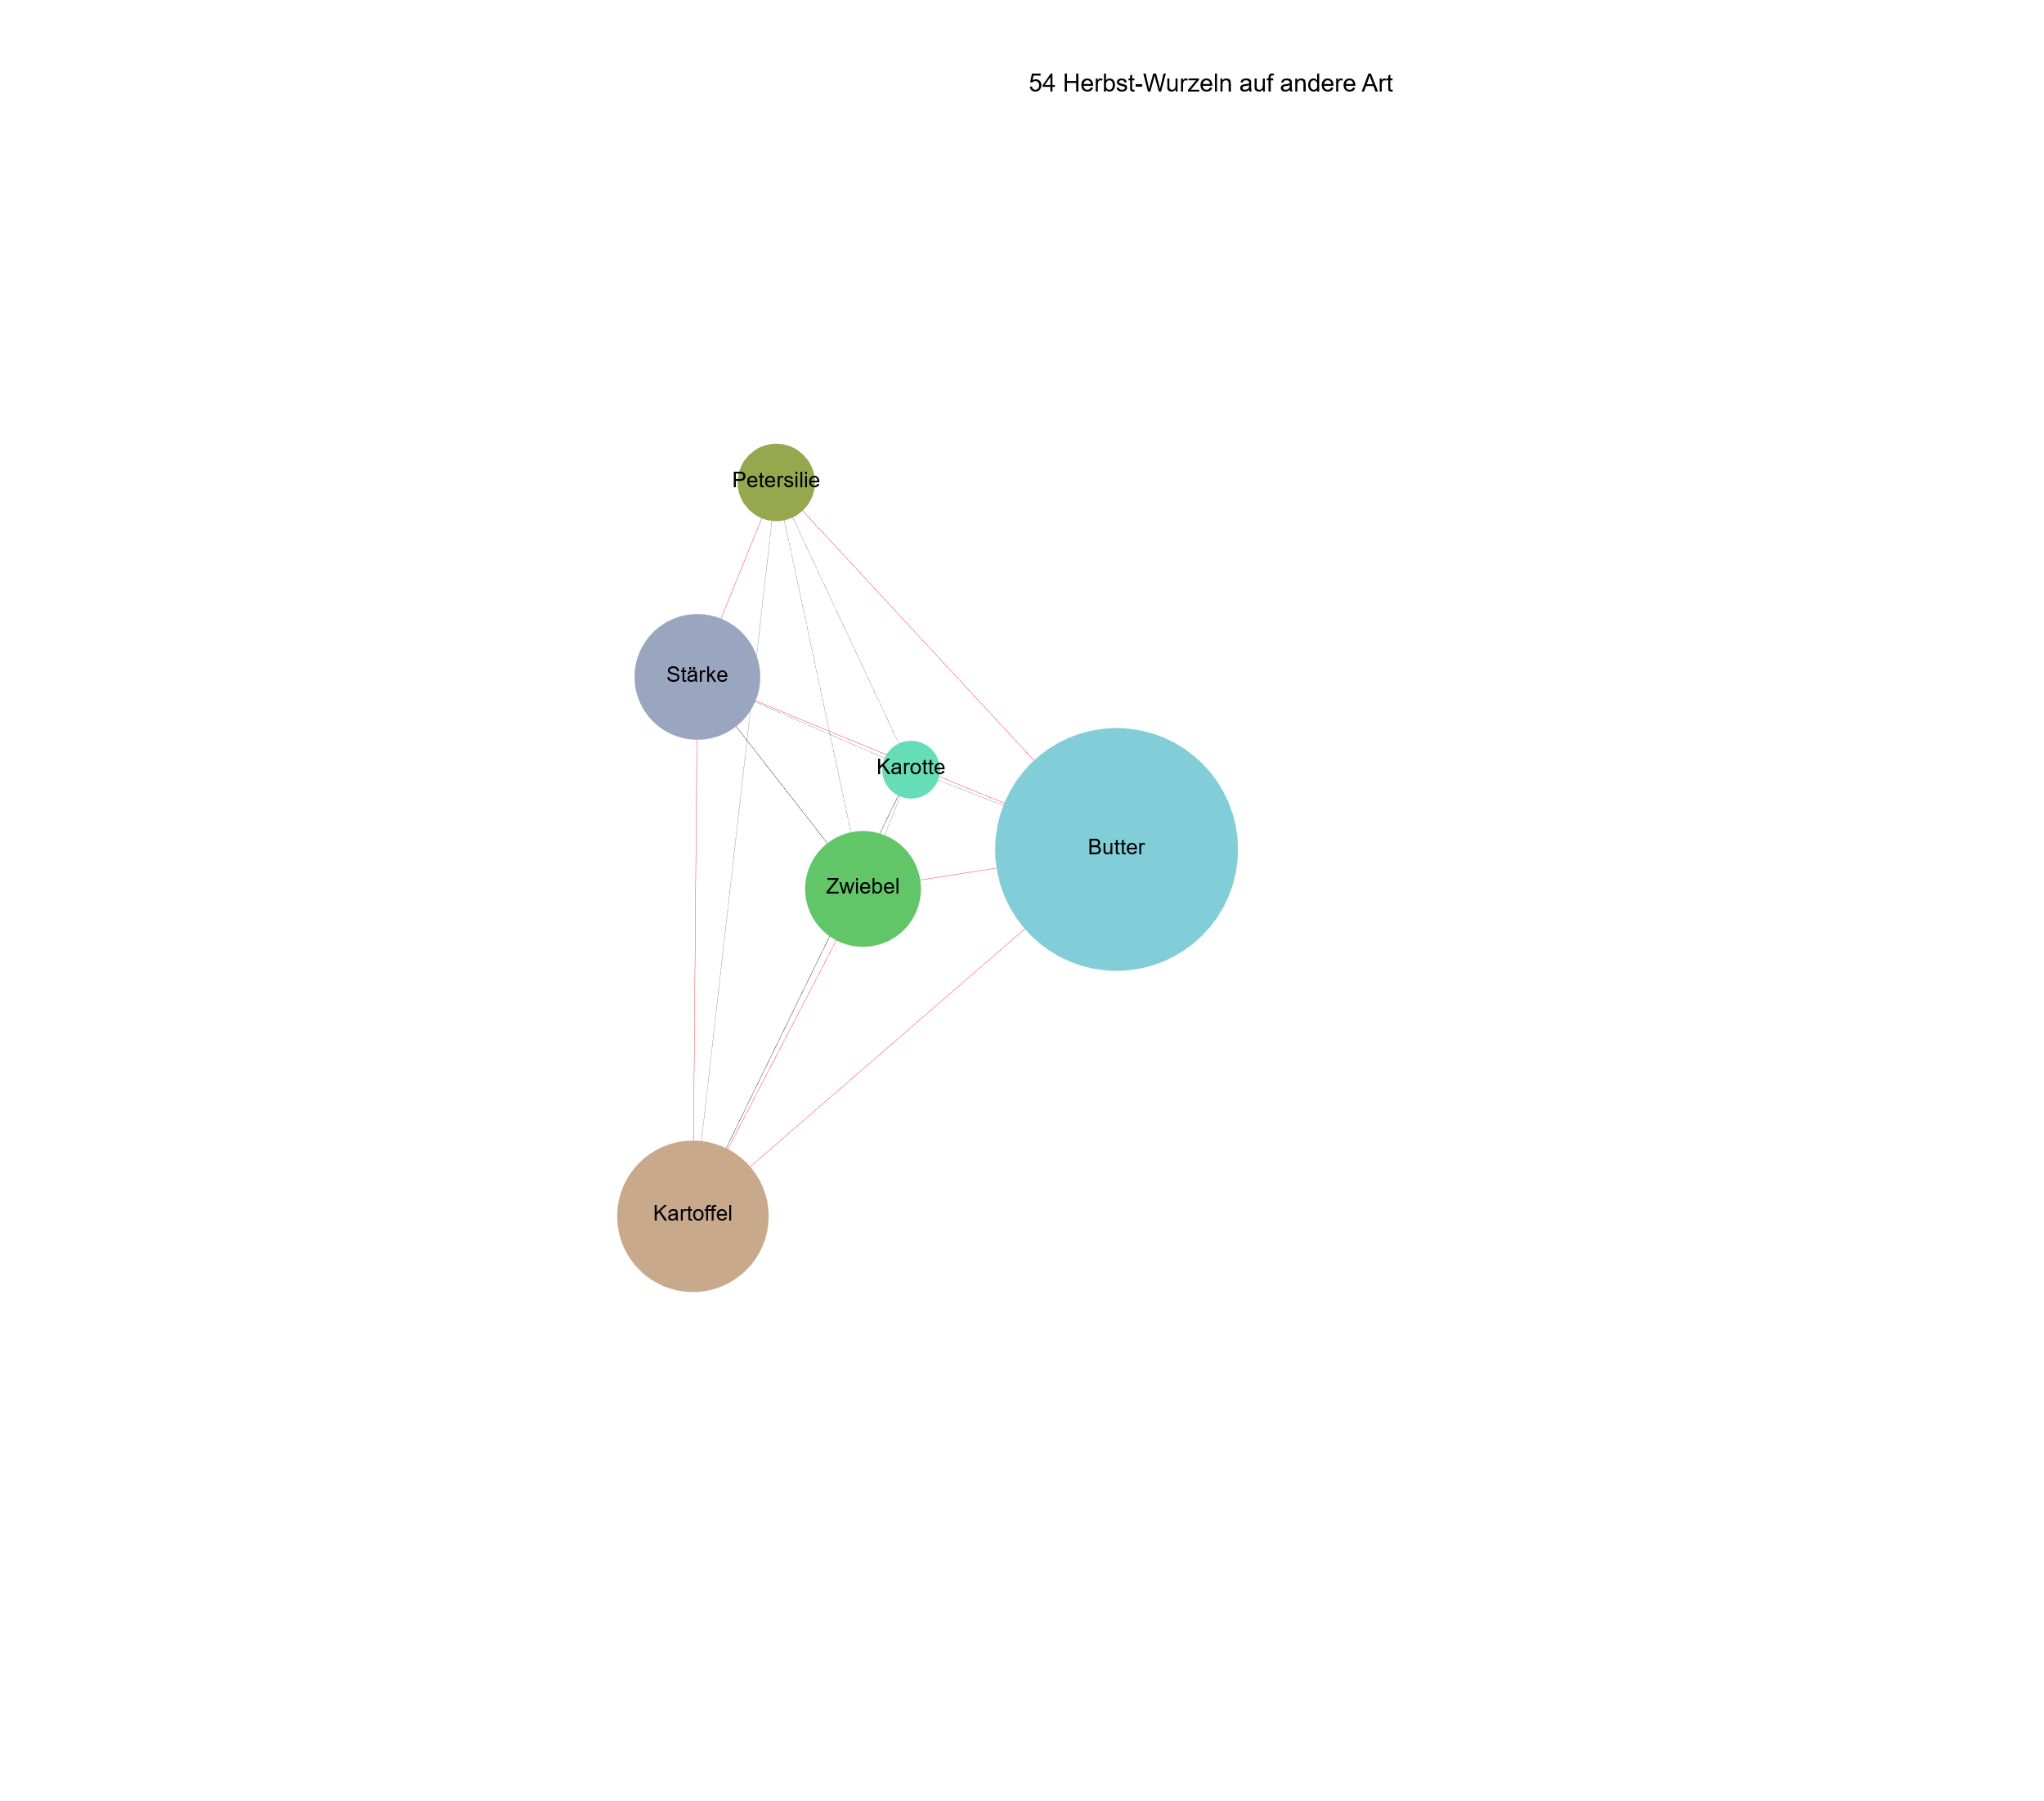 54 Herbst-Wurzeln auf andere Art
Petersilie
Stärke
Karotte
Butter
Zwiebel
Kartoffel